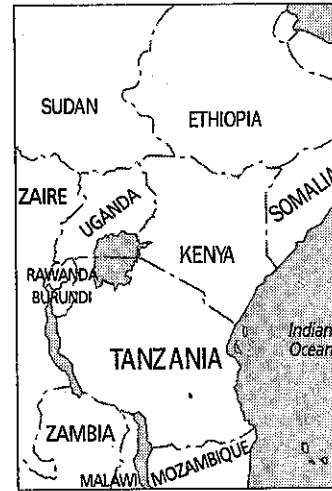 SUDAN
ETHIOPIA
ZAIRE
UGANDA
SOMALIA
KENYA
RAWANDA
BURUNDI
Indian
Ocean
TANZANIA
ZAMBIA
MALAWI
MOZAMBIQUE